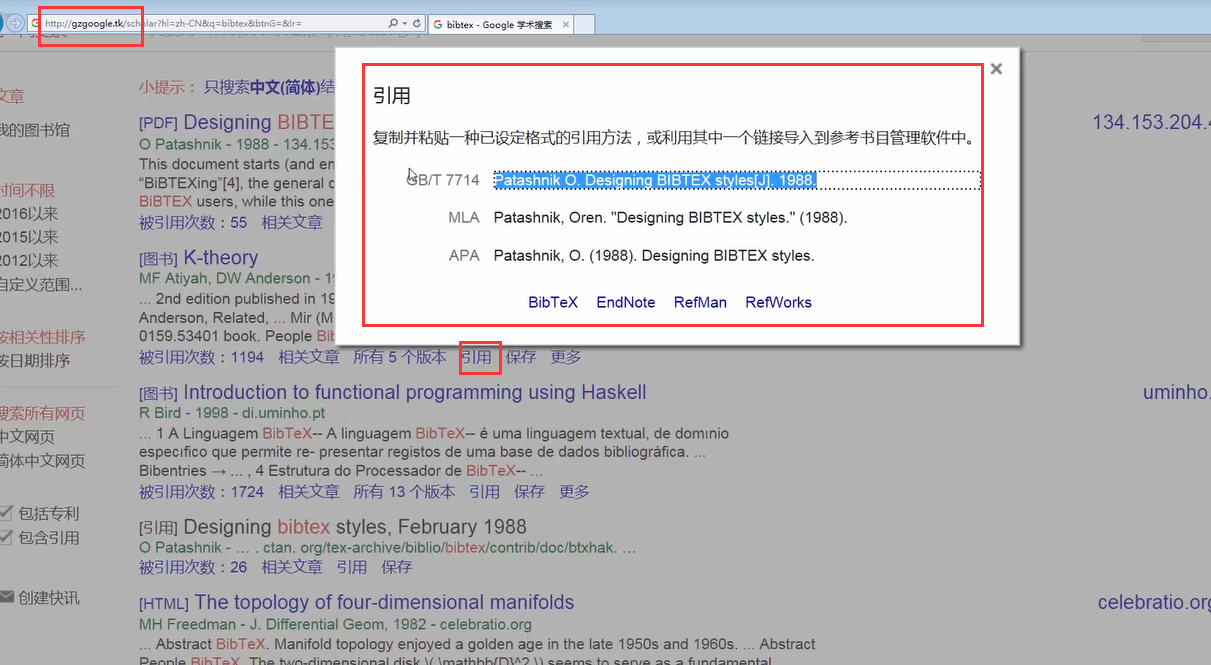 http://gzgoogle.tk/scholar?hl=zh-CN&q=bibtex&btnG=&lr=
bibtex - Google 学术搜索
小提示： 只搜索中文(简体)结
文章
我的图书馆
时间不限
2016以来
2015以来
2012以来
自定义范围...
按相关性排序
按日期排序
搜索所有网页
中文网页
简体中文网页
包括专利
包含引用
创建快讯
[PDF] Designing BIBTE
134.153.204.4
O Patashnik - 1988 - 134.153
This document starts (and en
“BiBTEXing”[4], the general c
BiBTEX users, while this one
被引用次数：55 相关文章
[图书] K-theory
MF Atiyah, DW Anderson - 19
... 2nd edition published in 19
Anderson, Related, ... Mir (M
0159.53401 book. People Bib
被引用次数：1194 相关文章 所有 5 个版本 引用 保存 更多
引用
复制并粘贴一种已设定格式的引用方法，或利用其中一个链接导入到参考书目管理软件中。
GB/T 7714 Patashnik O. Designing BIBTEX styles[J]. 1988.
MLA Patashnik, Oren. "Designing BIBTEX styles." (1988).
APA Patashnik, O. (1988). Designing BIBTEX styles.
BibTeX EndNote RefMan RefWorks
[图书] Introduction to functional programming using Haskell
uminho.
R Bird - 1998 - di.uminho.pt
... 1 A Linguagem BibTeX-- A linguagem BibTeX-- é uma linguagem textual, de domınio
especıfico que permite re- presentar registos de uma base de dados bibliográfica. ...
Bibentries → ... , 4 Estrutura do Processador de BibTeX-- ...
被引用次数：1724 相关文章 所有 13 个版本 引用 保存 更多
[引用] Designing bibtex styles, February 1988
O Patashnik - ... . ctan. org/tex-archive/biblio/bibtex/contrib/doc/btxhak. ...
被引用次数：26 相关文章 引用 保存
[HTML] The topology of four-dimensional manifolds
celebratio.org
MH Freedman - J. Differential Geom, 1982 - celebratio.org
... Abstract BibTeX. Manifold topology enjoyed a golden age in the late 1950s and 1960s. ... Abstract
People BibTeX. The two-dimensional disk \( \mathbb{D}^2 \) seems to serve as a fundamental